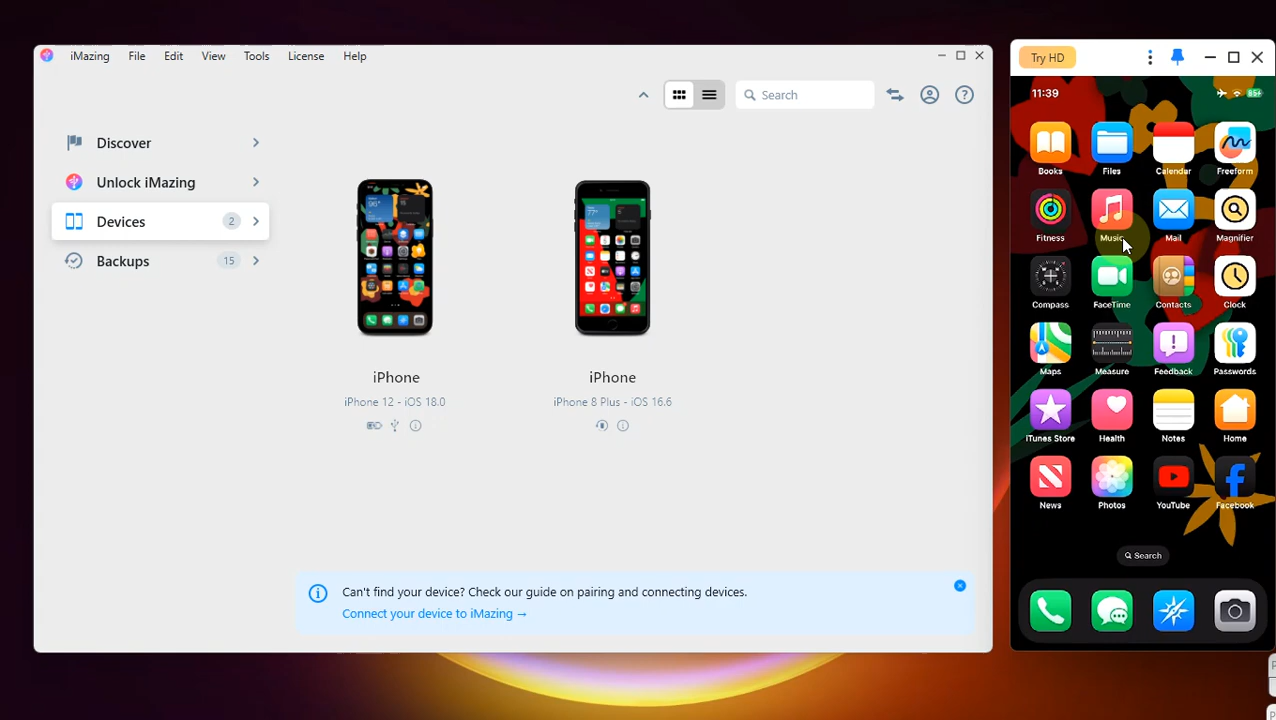 iMazing File Edit View Tools License Help
Search
Discover
Unlock iMazing
Devices 2
Backups 15
iPhone
iPhone 12 - iOS 18.0
iPhone
iPhone 8 Plus - iOS 16.6
Can't find your device? Check our guide on pairing and connecting devices.
Connect your device to iMazing →
Try HD
11:39
Books Files Calendar Freeform
Fitness Music Mail Magnifier
Compass FaceTime Contacts Clock
Maps Measure Feedback Passwords
iTunes Store Health Notes Home
News Photos YouTube Facebook
Search